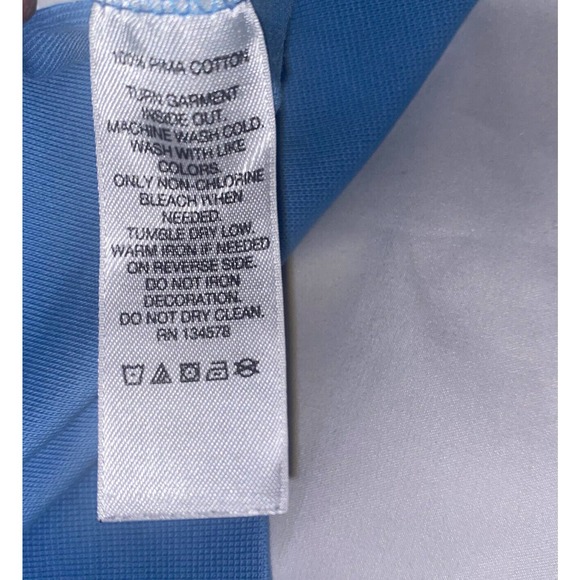 100% PIMA COTTON
TURN GARMENT
INSIDE OUT.
MACHINE WASH COLD.
WASH WITH LIKE
COLORS.
ONLY NON-CHLORINE
BLEACH WHEN
NEEDED.
TUMBLE DRY LOW.
WARM IRON IF NEEDED
ON REVERSE SIDE.
DO NOT IRON
DECORATION.
DO NOT DRY CLEAN.
RN 134578